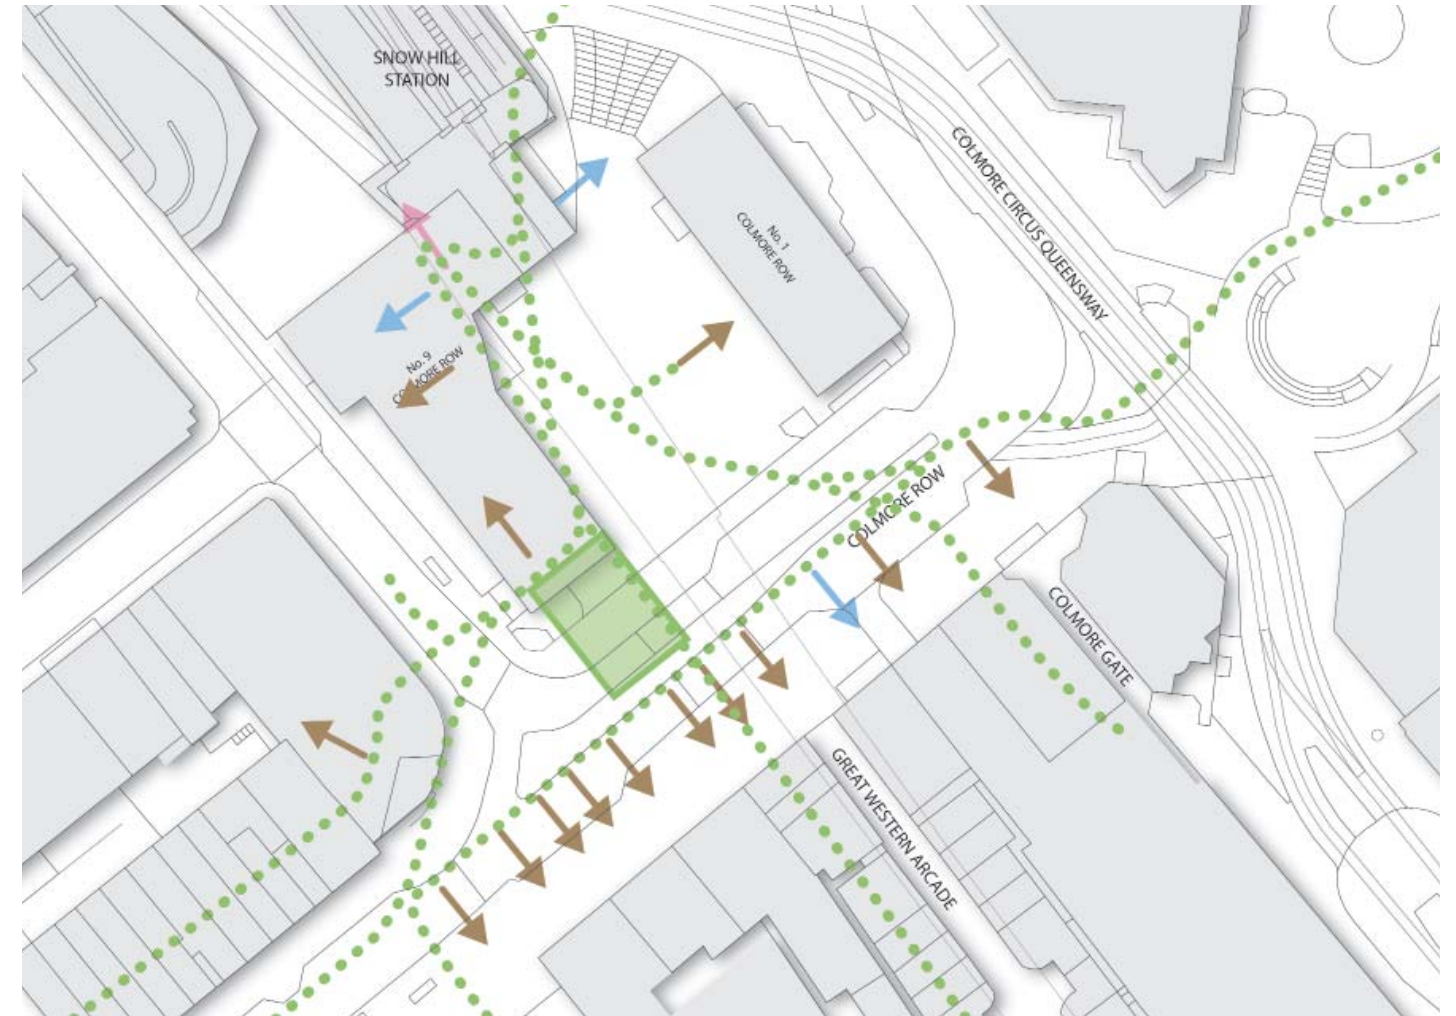 SNOW HILL
STATION
COLMORE CIRCUS QUEENSWAY
No. 1
COLMORE ROW
No. 9
COLMORE ROW
COLMORE ROW
COLMORE GATE
GREAT WESTERN ARCADE